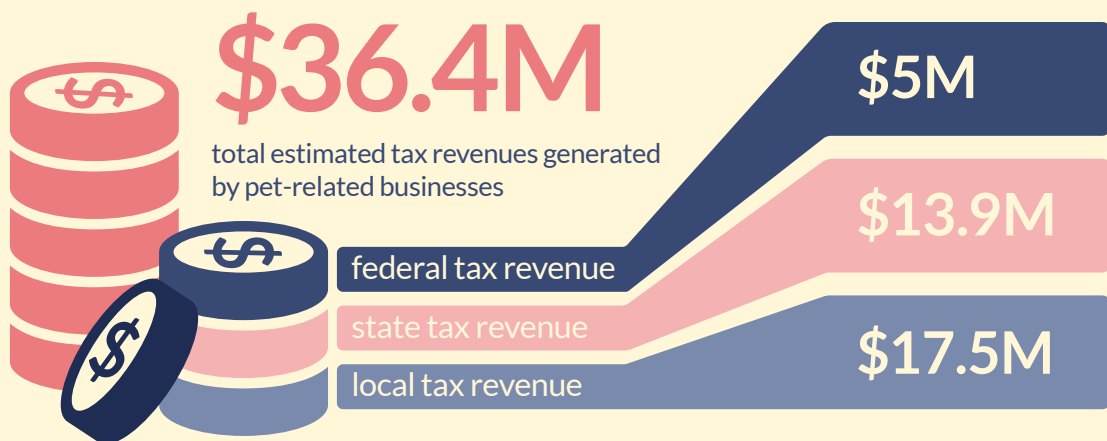 $36.4M
total estimated tax revenues generated
by pet-related businesses
$
$
$
federal tax revenue
$5M
state tax revenue
$13.9M
local tax revenue
$17.5M